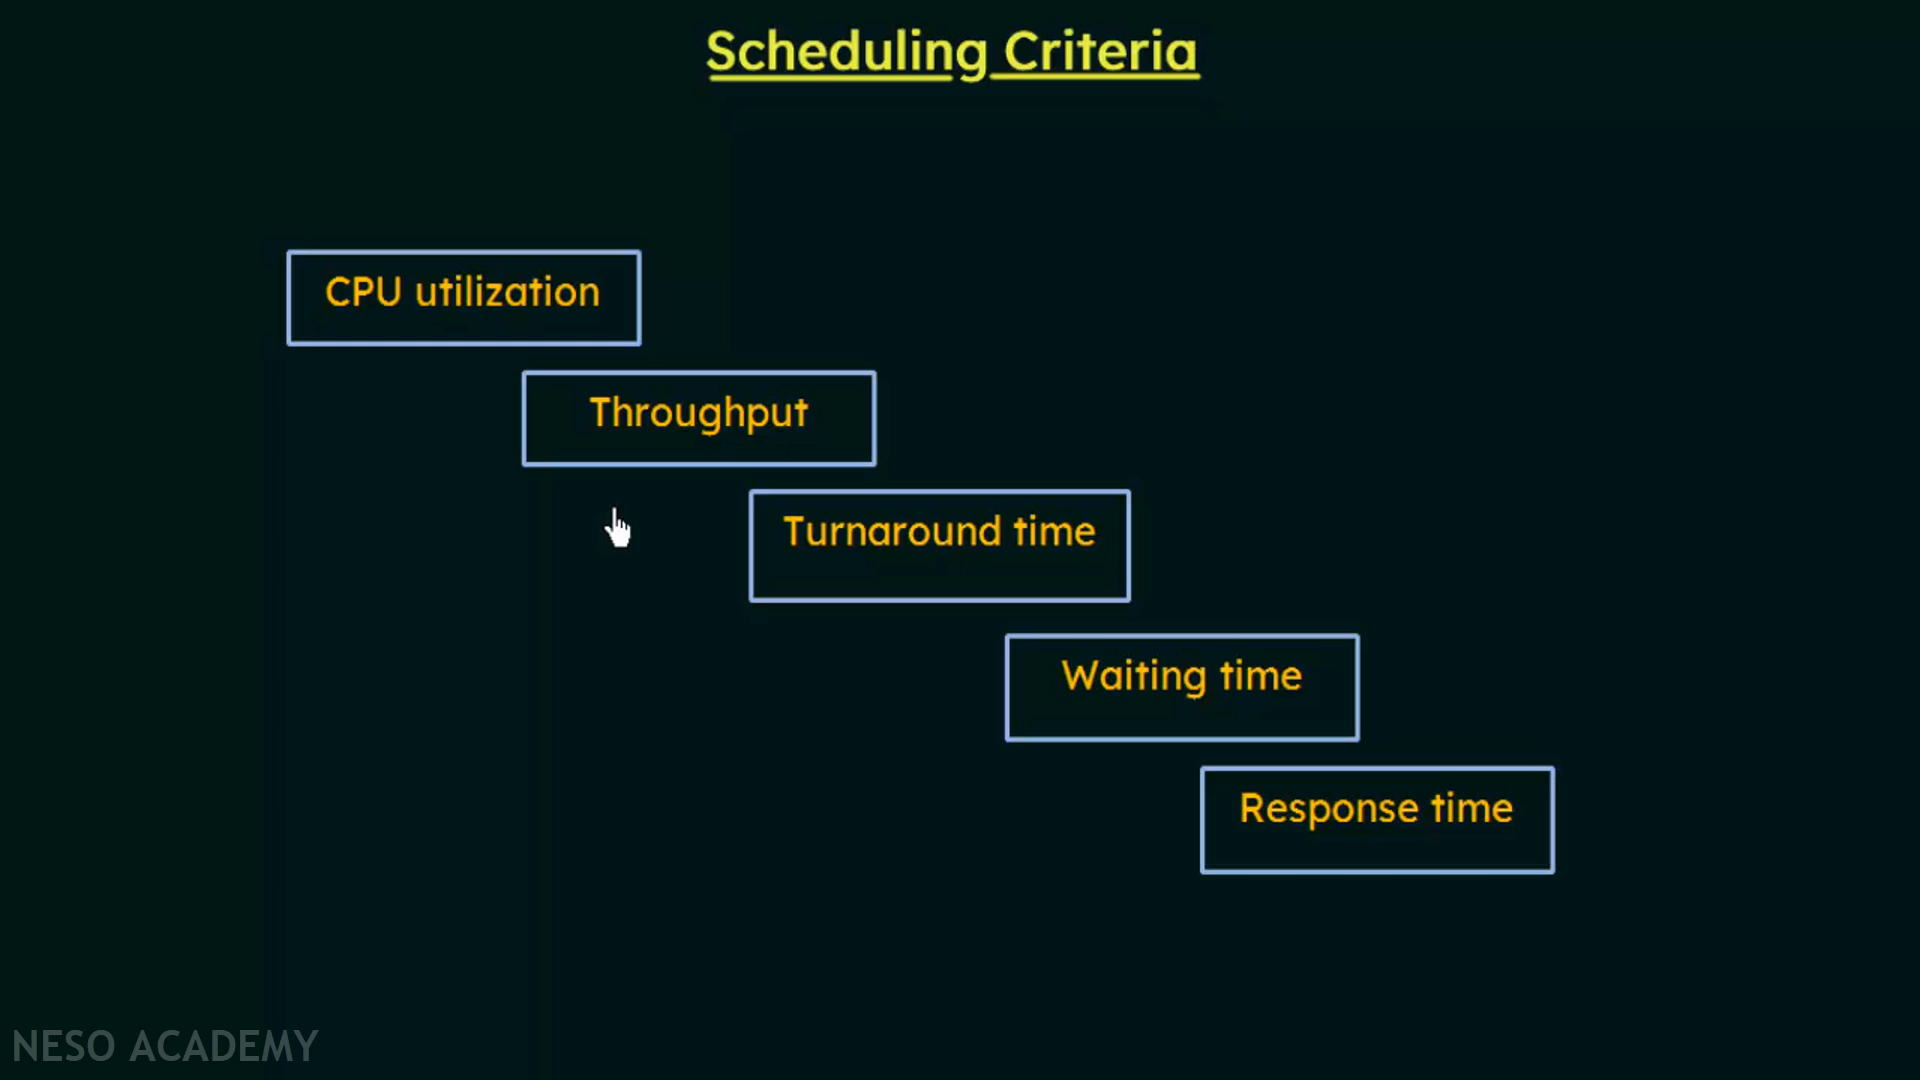 Scheduling Criteria
CPU utilization
Throughput
Turnaround time
Waiting time
Response time
NESO ACADEMY